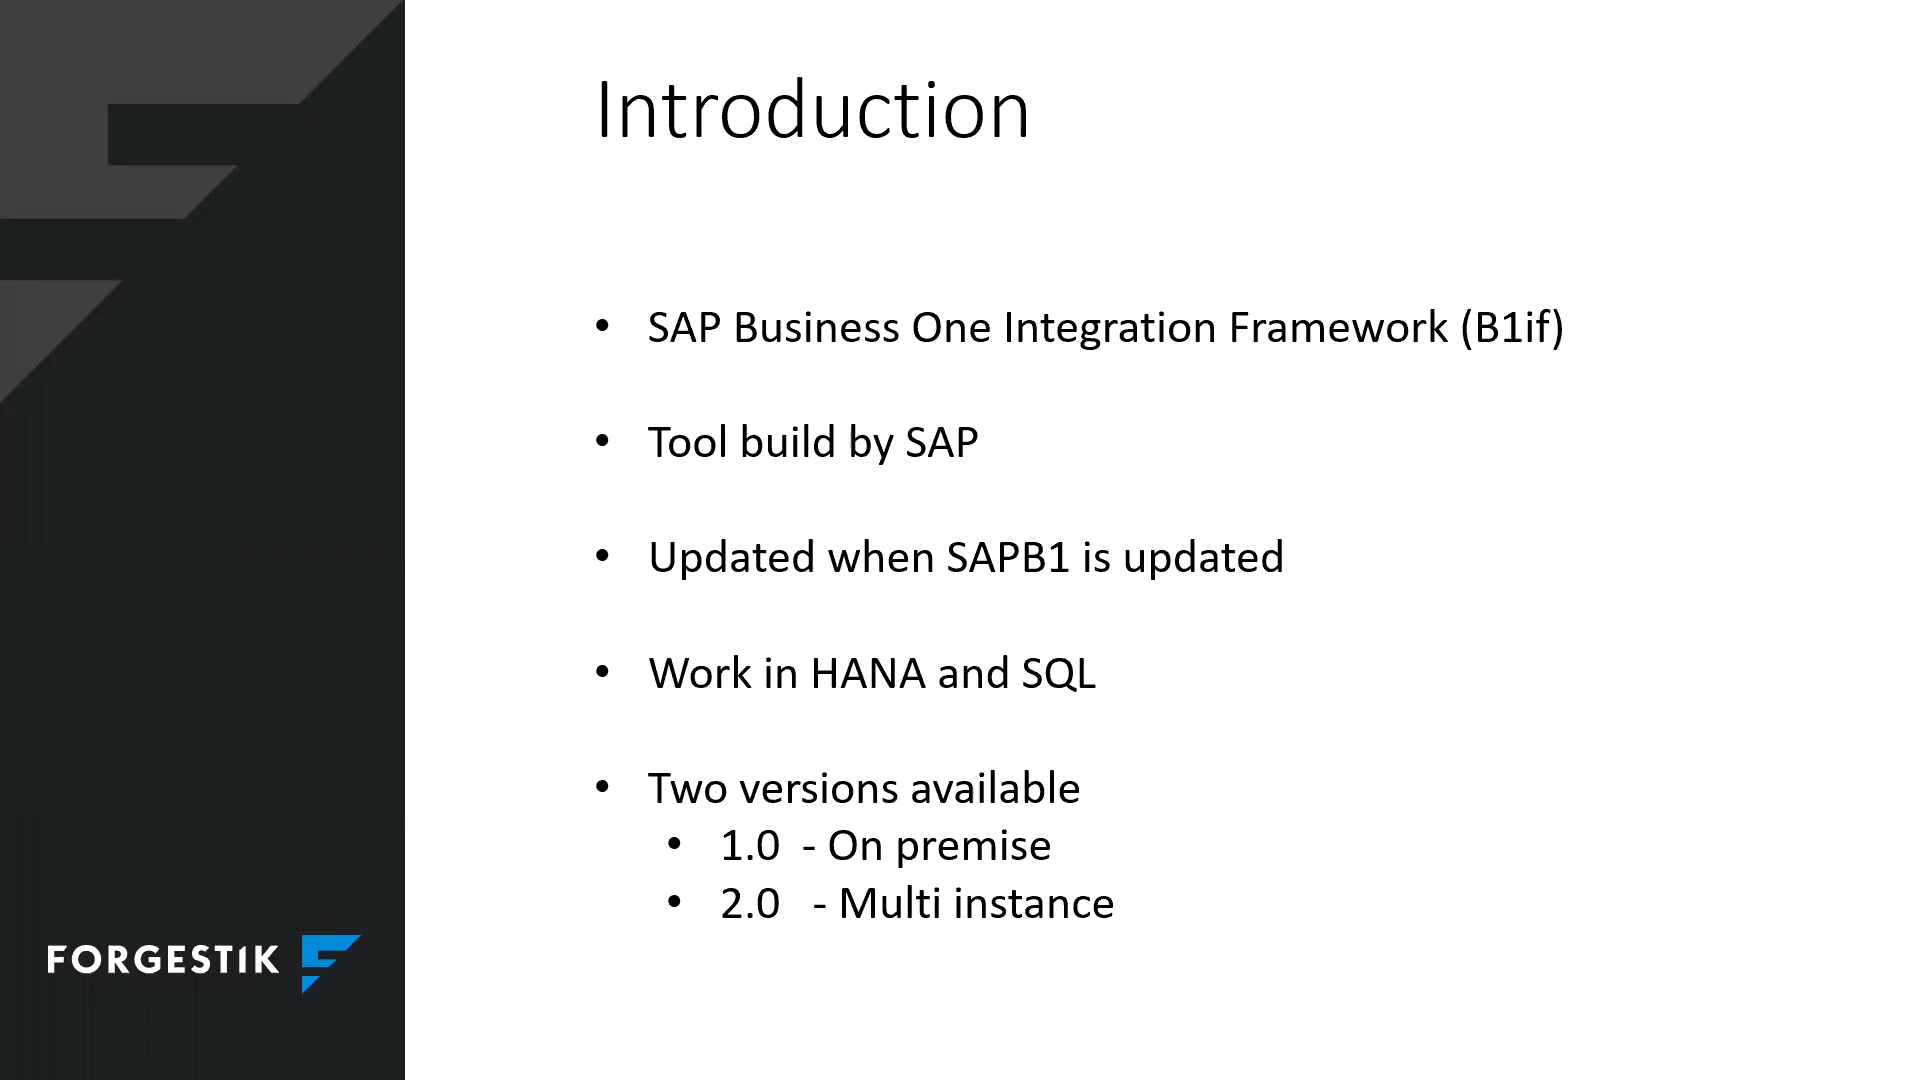 Introduction
• SAP Business One Integration Framework (B1if)
• Tool build by SAP
• Updated when SAPB1 is updated
• Work in HANA and SQL
• Two versions available
• 1.0 - On premise
• 2.0 - Multi instance
FORGESTIK